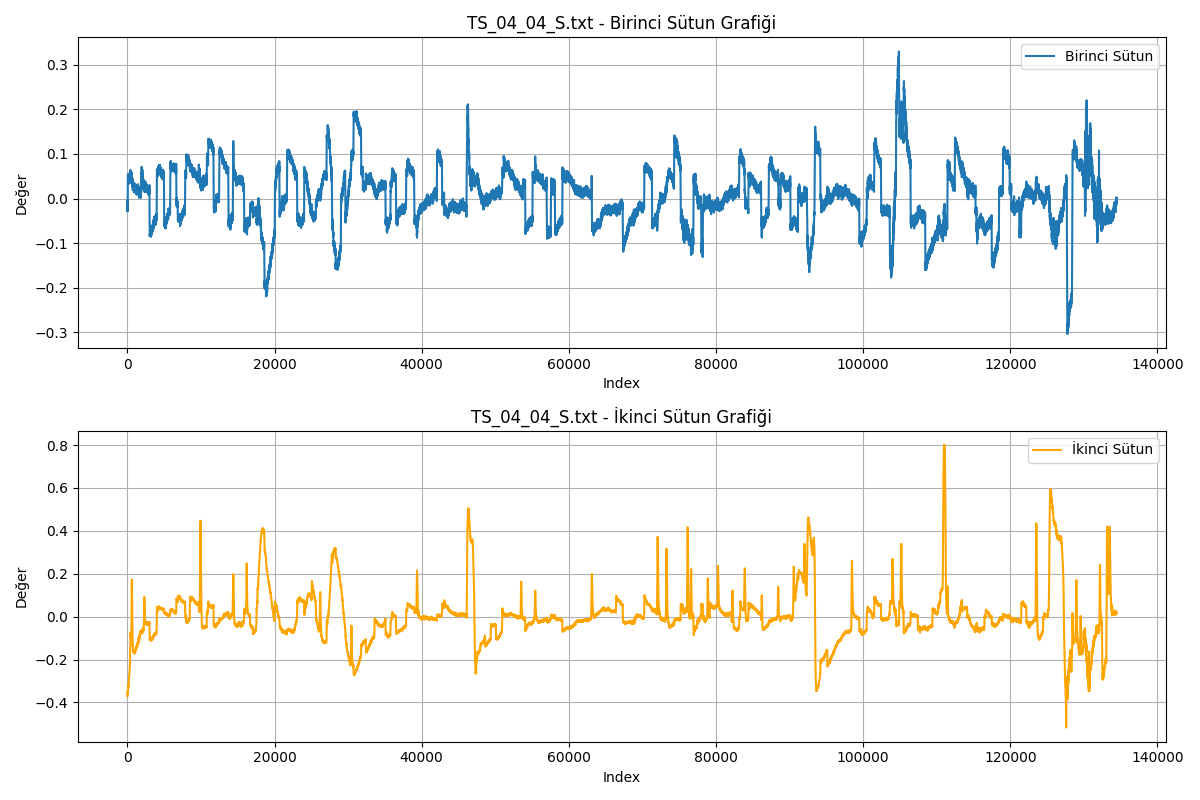 TS_04_04_S.txt - Birinci Sütun Grafiği
Birinci Sütun
Değer
0.3
0.2
0.1
0.0
−0.1
−0.2
−0.3
0 20000 40000 60000 80000 100000 120000 140000
Index
TS_04_04_S.txt - İkinci Sütun Grafiği
İkinci Sütun
Değer
0.8
0.6
0.4
0.2
0.0
−0.2
−0.4
0 20000 40000 60000 80000 100000 120000 140000
Index